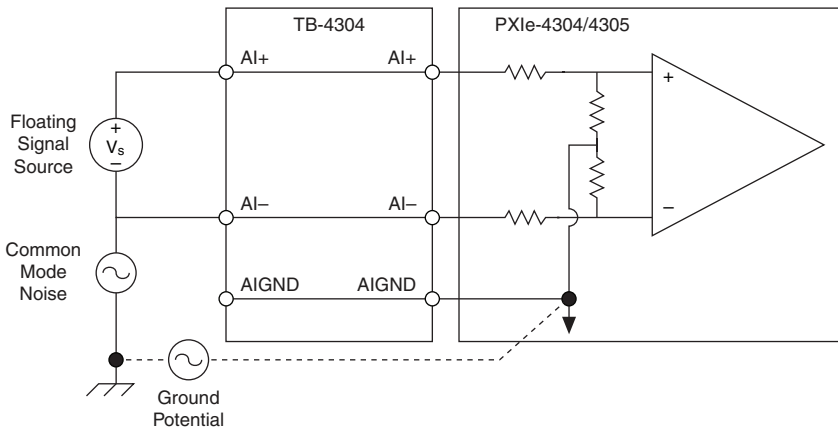 TB-4304
PXIe-4304/4305
AI+
AI+
+
Floating
Signal
Source
+
Vs
–
AI–
AI–
–
Common
Mode
Noise
AIGND
AIGND
Ground
Potential